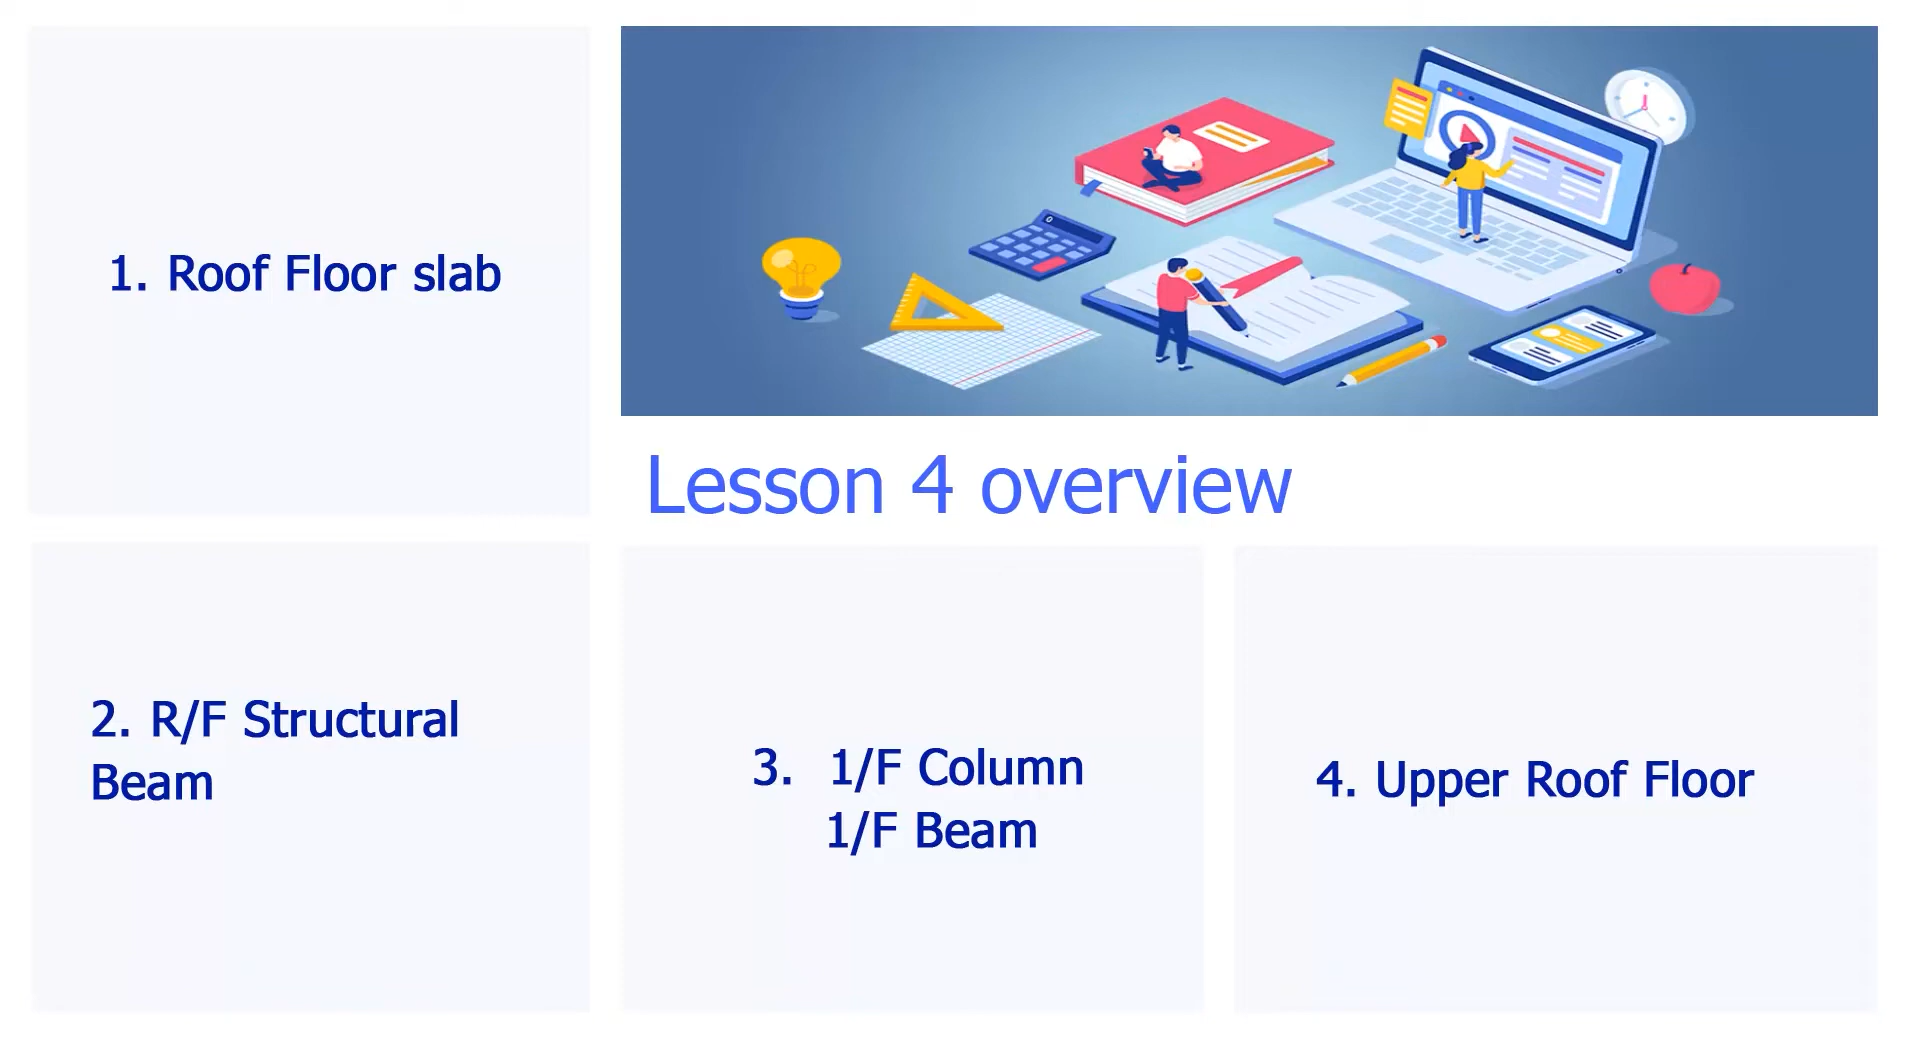 1. Roof Floor slab
Lesson 4 overview
2. R/F Structural
Beam
3. 1/F Column
1/F Beam
4. Upper Roof Floor